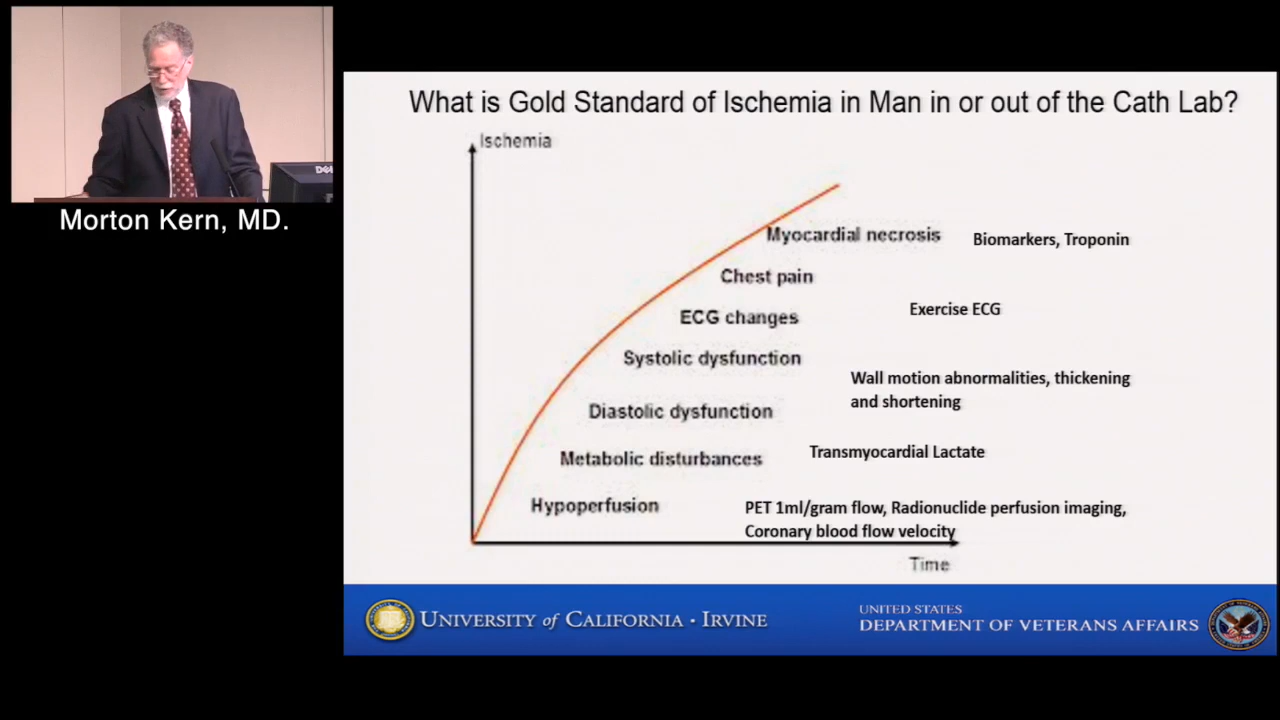 DELL
Morton Kern, MD.
What is Gold Standard of Ischemia in Man in or out of the Cath Lab?
Ischemia
Myocardial necrosis
Biomarkers, Troponin
Chest pain
Exercise ECG
ECG changes
Systolic dysfunction
Wall motion abnormalities, thickening
and shortening
Diastolic dysfunction
Metabolic disturbances
Transmyocardial Lactate
Hypoperfusion
PET 1ml/gram flow, Radionuclide perfusion imaging,
Coronary blood flow velocity
Time
UNIVERSITY of CALIFORNIA • IRVINE
UNITED STATES
DEPARTMENT OF VETERANS AFFAIRS